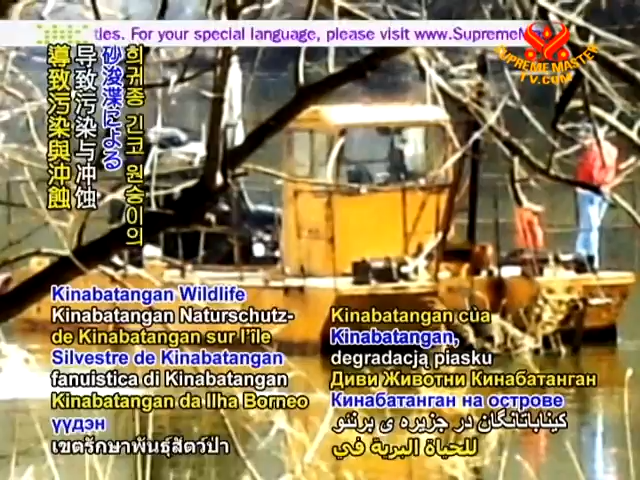 tles. For your special language, please visit www.SupremeM
SUPREME MASTER
TV.COM
導致污染與沖蝕
导致污染与冲蚀
砂浚渫による
희귀종 긴코 원숭이의
Kinabatangan Wildlife
Kinabatangan Naturschutz-
de Kinabatangan sur l'île
Silvestre de Kinabatangan
fanuistica di Kinabatangan
Kinabatangan da Ilha Borneo
үүдэн
เขตรักษาพันธุ์สัตว์ป่า
Kinabatangan của
Kinabatangan,
degradacją piasku
Диви Животни Кинабатанган
Кинабатанган на острове
کیناباتانگان در جزیره ی برنئو
للحياة البرية في